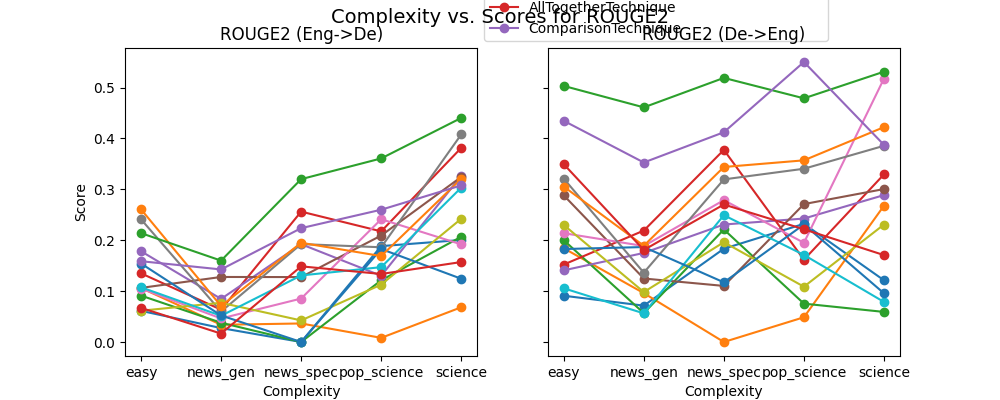 AllTogetherTechnique
Complexity vs. Scores for ROUGE2
ComparisonTechnique
ROUGE2 (Eng->De)
ROUGE2 (De->Eng)
Score
0.5
0.4
0.3
0.2
0.1
0.0
easy news_gen news_spec pop_science science
easy news_gen news_spec pop_science science
Complexity
Complexity